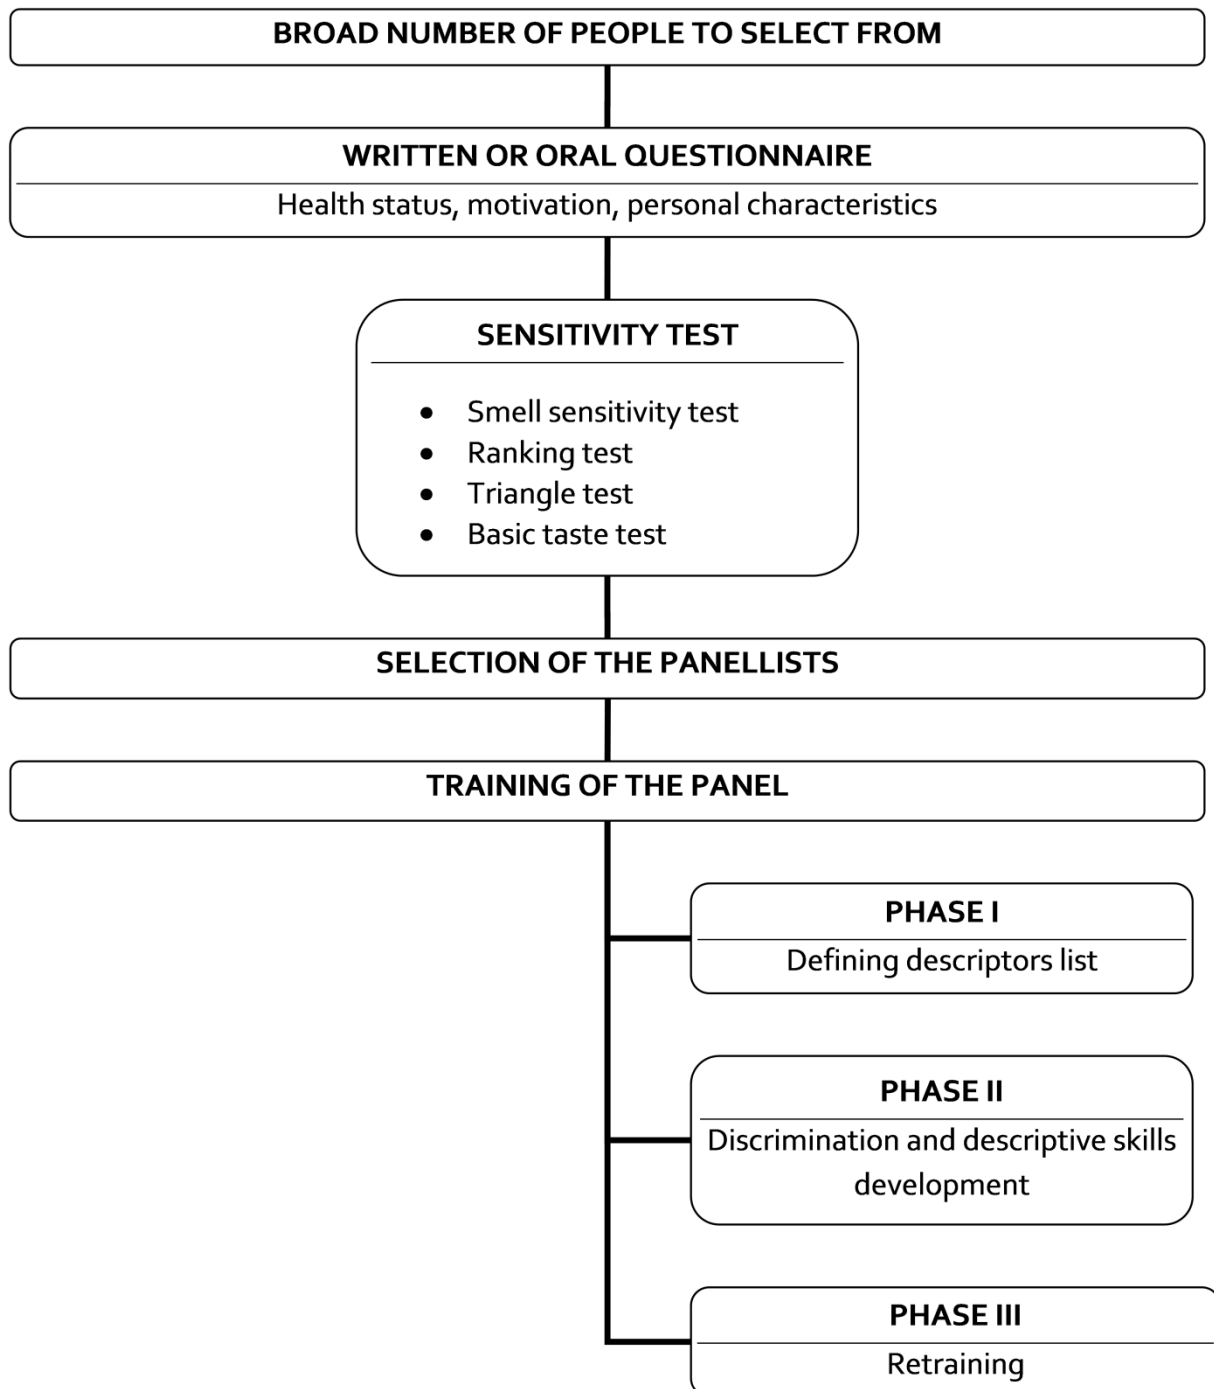 BROAD NUMBER OF PEOPLE TO SELECT FROM
WRITTEN OR ORAL QUESTIONNAIRE
Health status, motivation, personal characteristics
SENSITIVITY TEST
• Smell sensitivity test
• Ranking test
• Triangle test
• Basic taste test
SELECTION OF THE PANELLISTS
TRAINING OF THE PANEL
PHASE I
Defining descriptors list
PHASE II
Discrimination and descriptive skills
development
PHASE III
Retraining